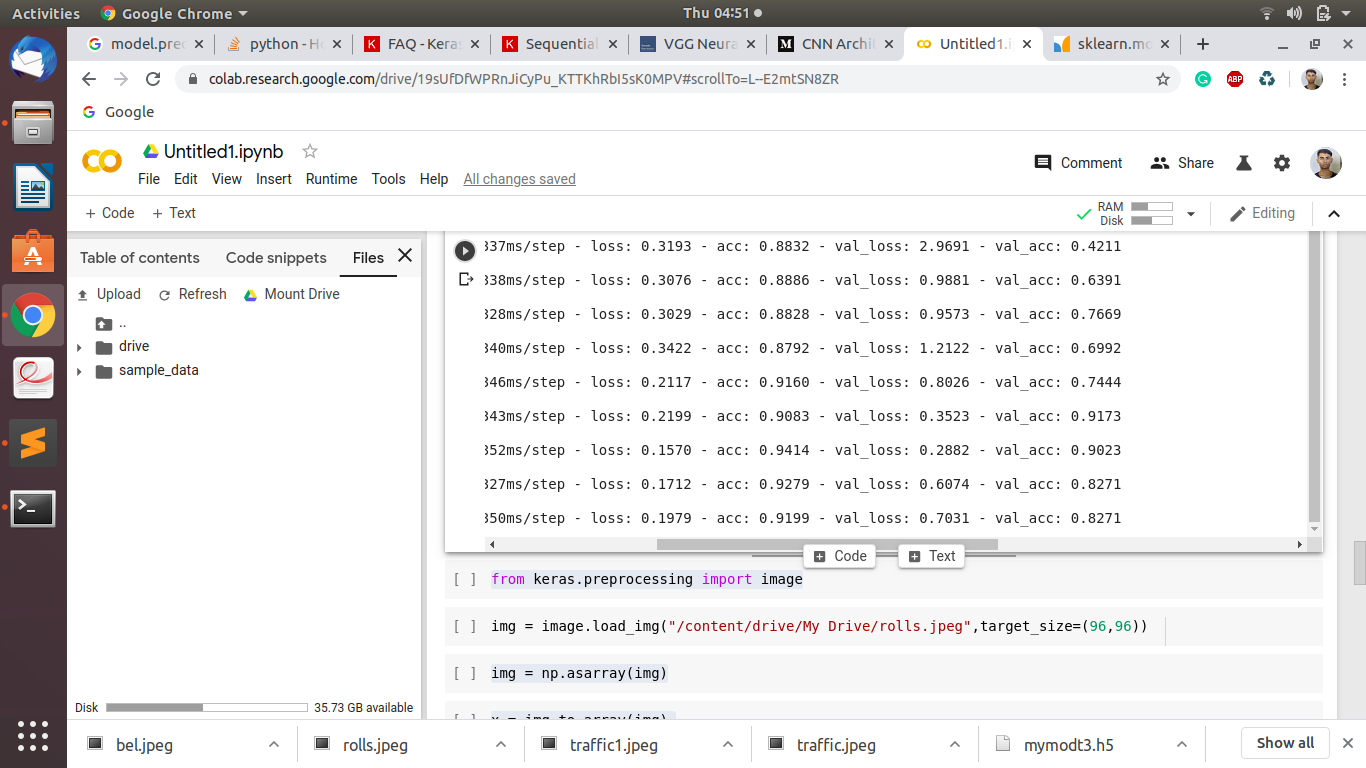 Activities Google Chrome Thu 04:51
model.pred python - Ho FAQ - Keras Sequential VGG Neura CNN Archit Untitled1.i sklearn.mo
colab.research.google.com/drive/19sUfDfWPRnJiCyPu_KTTKhRbI5sK0MPV#scrollTo=L--E2mtSN8ZR ABP
Google
Untitled1.ipynb
Comment Share
File Edit View Insert Runtime Tools Help All changes saved
+ Code + Text RAM Disk Editing
Table of contents Code snippets Files
Upload Refresh Mount Drive
..
drive
sample_data
337ms/step - loss: 0.3193 - acc: 0.8832 - val_loss: 2.9691 - val_acc: 0.4211
338ms/step - loss: 0.3076 - acc: 0.8886 - val_loss: 0.9881 - val_acc: 0.6391
328ms/step - loss: 0.3029 - acc: 0.8828 - val_loss: 0.9573 - val_acc: 0.7669
340ms/step - loss: 0.3422 - acc: 0.8792 - val_loss: 1.2122 - val_acc: 0.6992
346ms/step - loss: 0.2117 - acc: 0.9160 - val_loss: 0.8026 - val_acc: 0.7444
343ms/step - loss: 0.2199 - acc: 0.9083 - val_loss: 0.3523 - val_acc: 0.9173
352ms/step - loss: 0.1570 - acc: 0.9414 - val_loss: 0.2882 - val_acc: 0.9023
327ms/step - loss: 0.1712 - acc: 0.9279 - val_loss: 0.6074 - val_acc: 0.8271
350ms/step - loss: 0.1979 - acc: 0.9199 - val_loss: 0.7031 - val_acc: 0.8271
Code Text
[ ] from keras.preprocessing import image
[ ] img = image.load_img("/content/drive/My Drive/rolls.jpeg",target_size=(96,96))
[ ] img = np.asarray(img)
Disk 35.73 GB available
bel.jpeg rolls.jpeg traffic1.jpeg traffic.jpeg mymodt3.h5 Show all